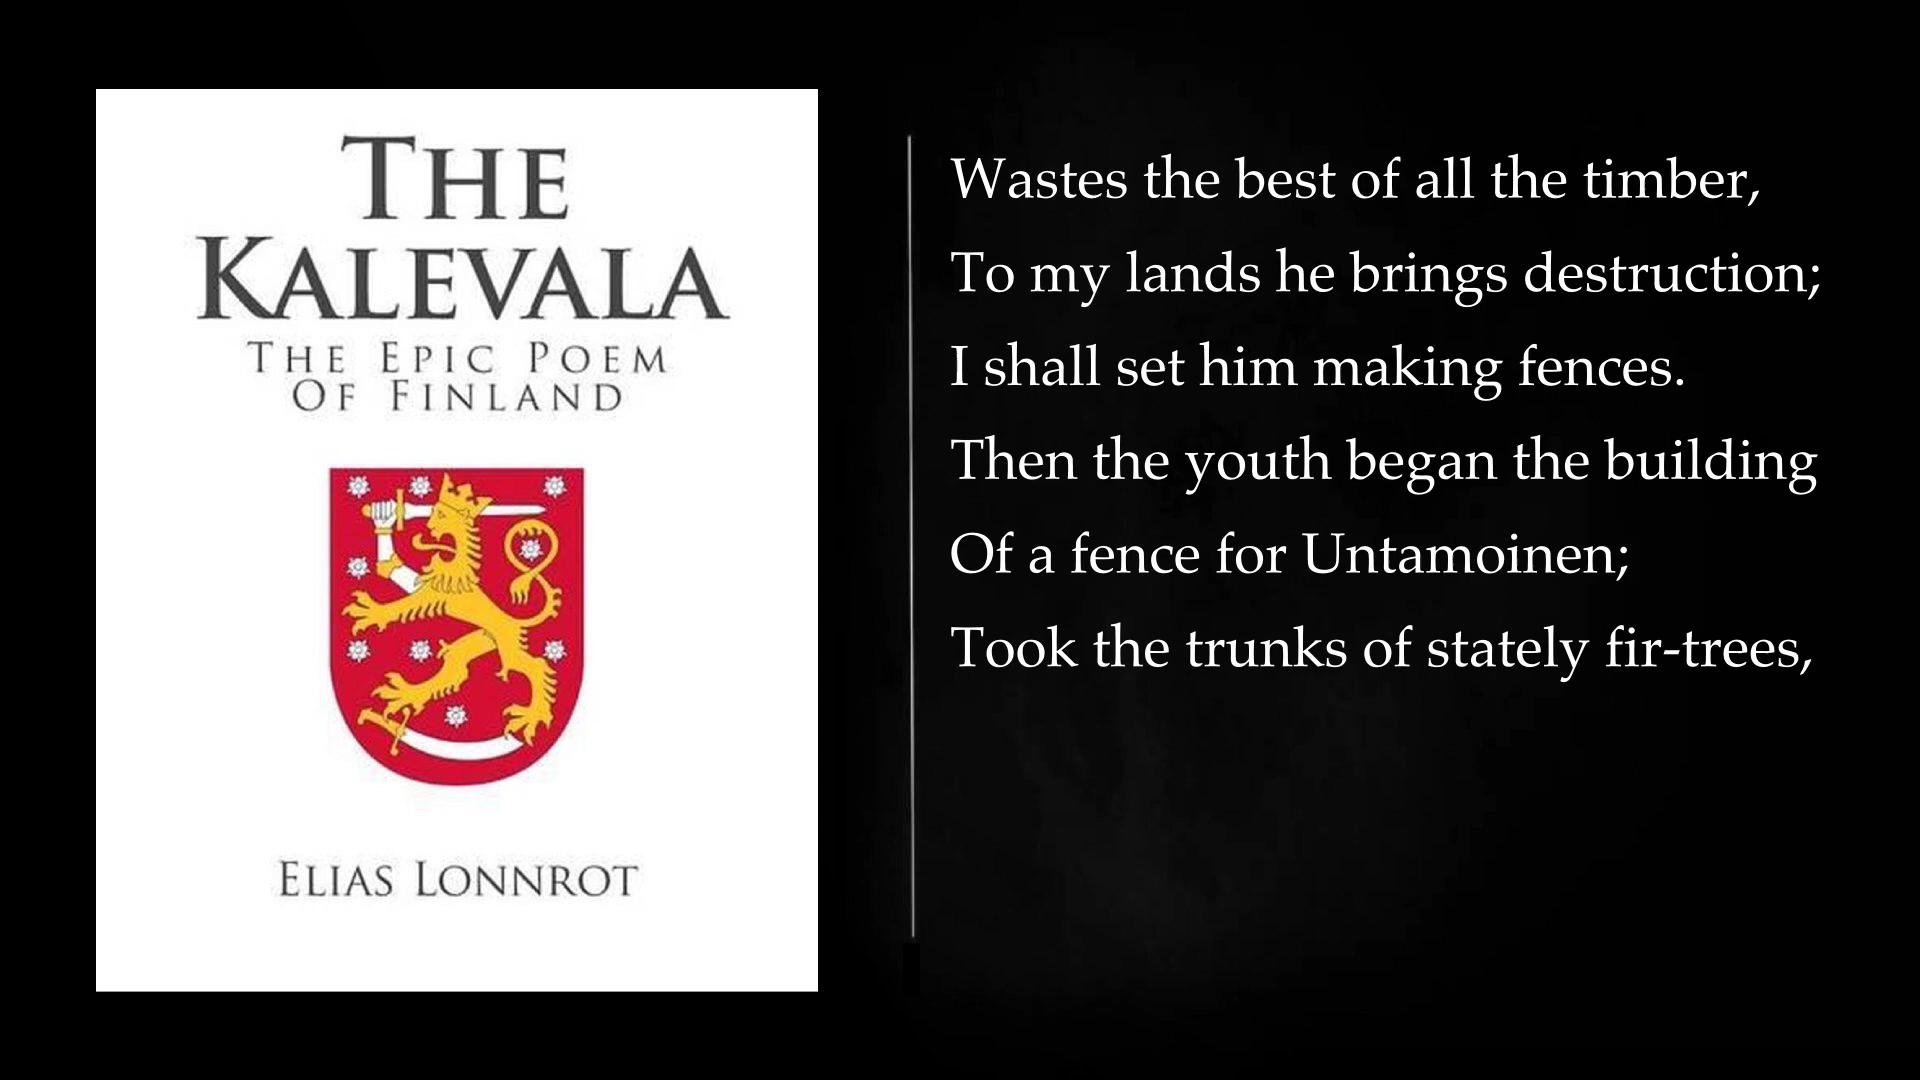 THE
KALEVALA
THE EPIC POEM
OF FINLAND
ELIAS LONNROT
Wastes the best of all the timber,
To my lands he brings destruction;
I shall set him making fences.
Then the youth began the building
Of a fence for Untamoinen;
Took the trunks of stately fir-trees,